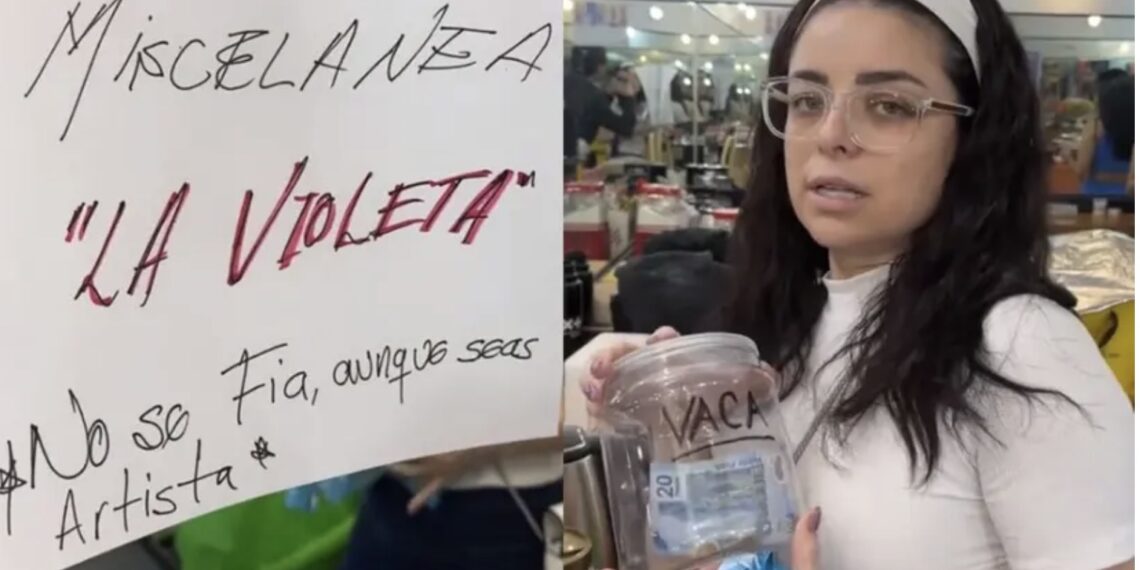 MISCELANEA
"LA VIOLETA"
*No se Fia, aunque seas
Artista*
VACA
20